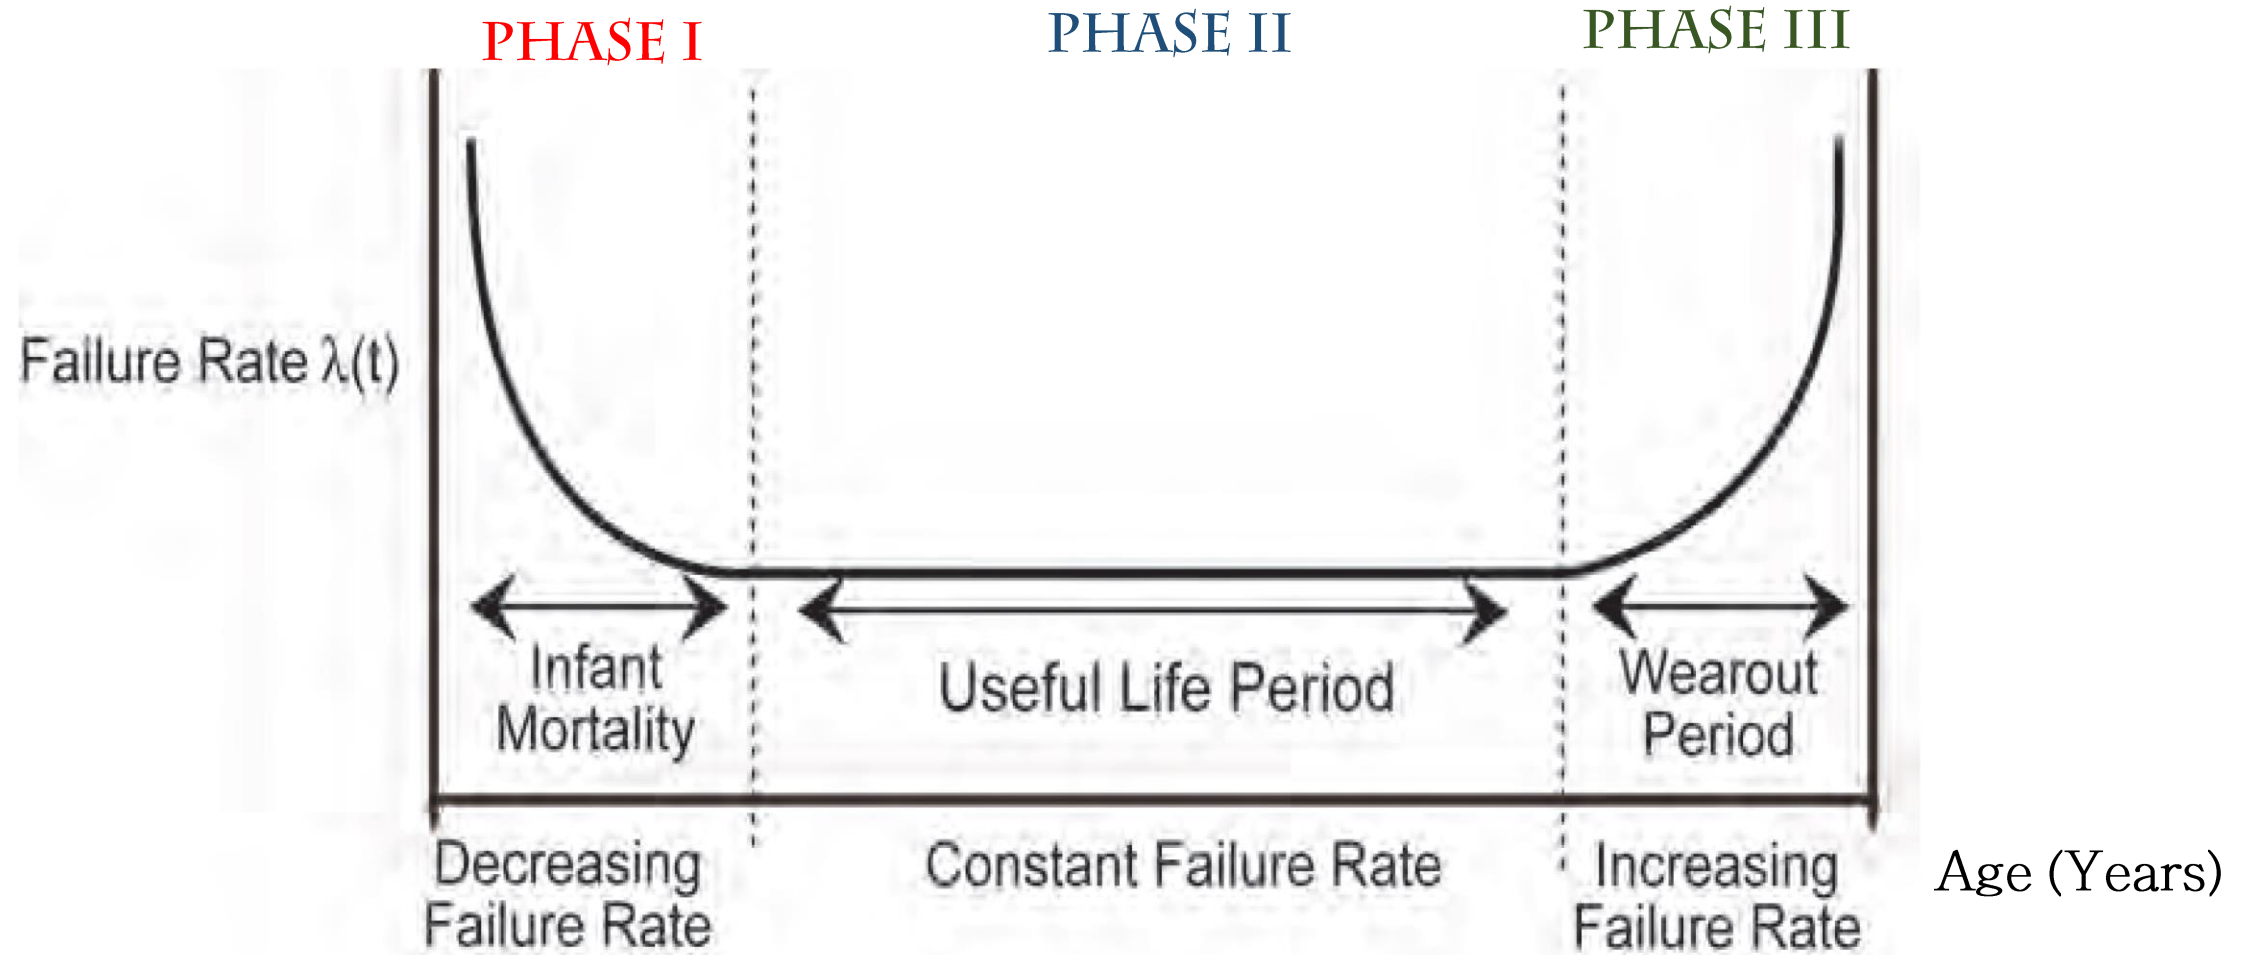 PHASE I
PHASE II
PHASE III
Failure Rate λ(t)
Infant
Mortality
Useful Life Period
Wearout
Period
Decreasing
Failure Rate
Constant Failure Rate
Increasing
Failure Rate
Age (Years)